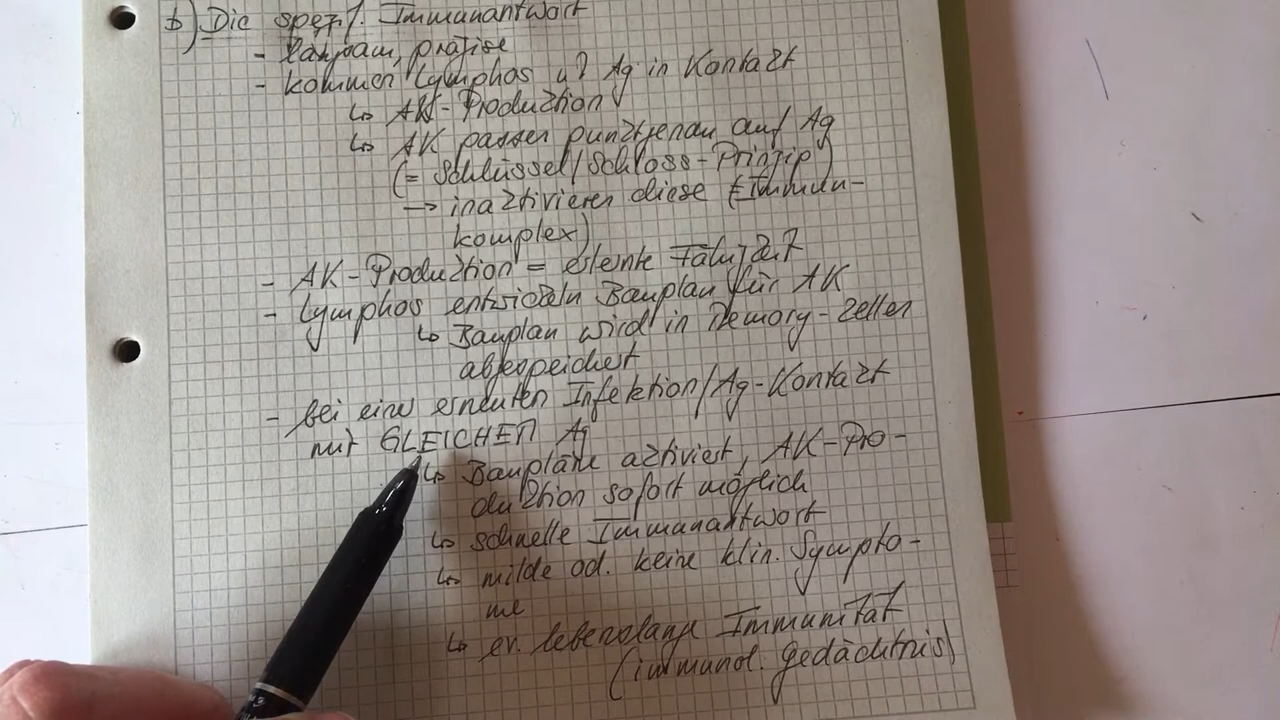 b) Die spezif. Immunantwort
- langsam, präzise
- kommen Lymphos u? Ag in Kontakt
↳ AK-Produktion
↳ AK passen punktgenau auf Ag
(= Schlüssel/Schloss-Prinzip)
→ inaktivieren diese (Immun-
komplex)
- AK-Produktion = erlernte Fähigkeit
- Lymphos entwickeln Bauplan für AK
↳ Bauplan wird in Memory-Zellen
abgespeichert
- bei einer erneuten Infektion/Ag-Kontakt
mit GLEICHEM Ag
↳ Baupläne aktiviert, AK-Pro-
duktion sofort möglich
↳ schnelle Immunantwort
↳ milde od. keine klin. Sympto-
me
↳ ev. lebenslange Immunität
(immunol. Gedächtnis)